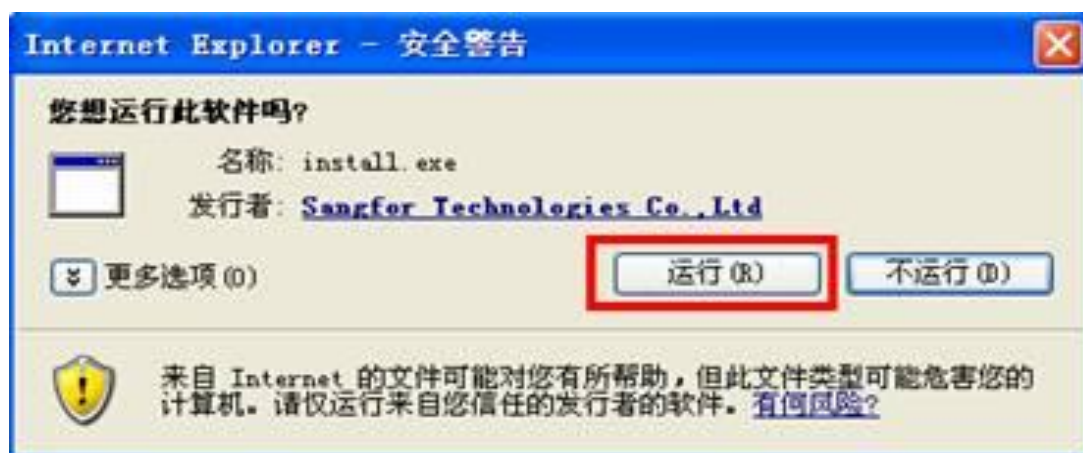 Internet Explorer - 安全警告
您想运行此软件吗?
名称: install.exe
发行者: Sangfor Technologies Co.,Ltd
更多选项(O)
运行(R)
不运行(D)
来自 Internet 的文件可能对您有所帮助，但此文件类型可能危害您的
计算机。请仅运行来自您信任的发行者的软件。有何风险?